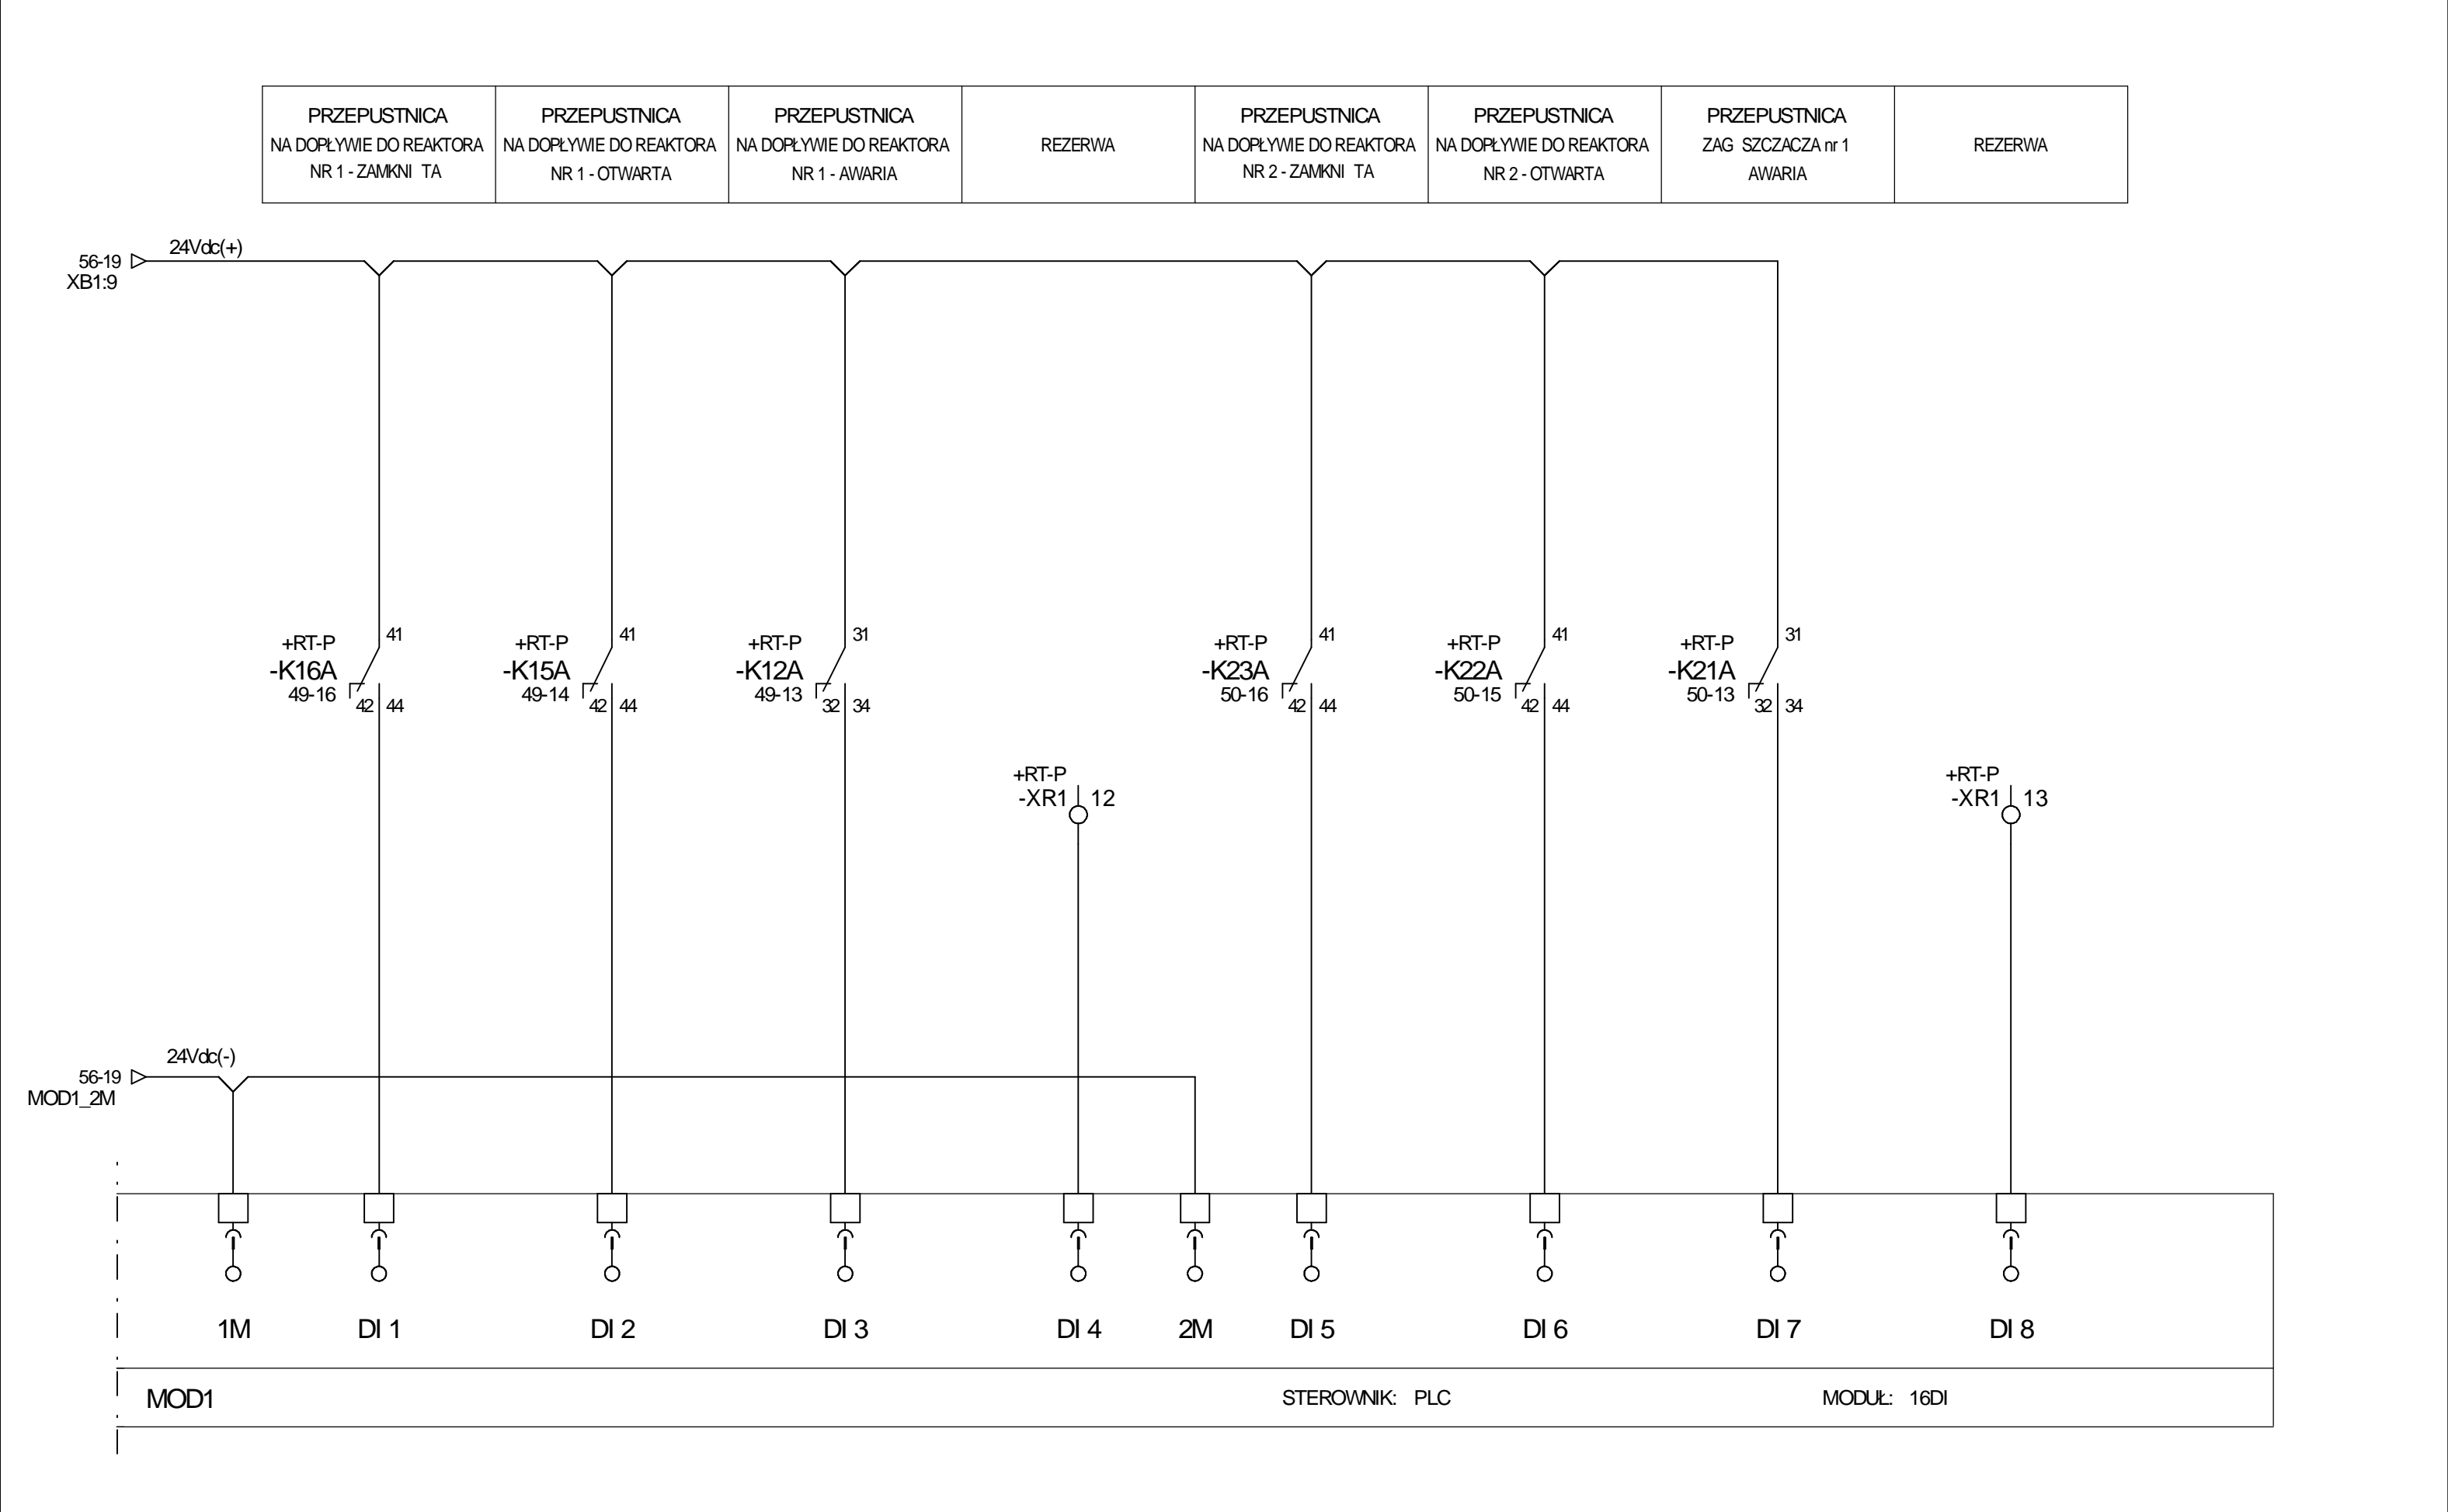 PRZEPUSTNICA
NA DOPŁYWIE DO REAKTORA
NR 1 - ZAMKNI TA
PRZEPUSTNICA
NA DOPŁYWIE DO REAKTORA
NR 1 - OTWARTA
PRZEPUSTNICA
NA DOPŁYWIE DO REAKTORA
NR 1 - AWARIA
REZERWA
PRZEPUSTNICA
NA DOPŁYWIE DO REAKTORA
NR 2 - ZAMKNI TA
PRZEPUSTNICA
NA DOPŁYWIE DO REAKTORA
NR 2 - OTWARTA
PRZEPUSTNICA
ZAG SZCZACZA nr 1
AWARIA
REZERWA
24Vdc(+)
56-19
XB1:9
+RT-P
-K16A
49-16
41
42 44
+RT-P
-K15A
49-14
41
42 44
+RT-P
-K12A
49-13
31
32 34
+RT-P
-XR1 12
+RT-P
-K23A
50-16
41
42 44
+RT-P
-K22A
50-15
41
42 44
+RT-P
-K21A
50-13
31
32 34
+RT-P
-XR1 13
24Vdc(-)
56-19
MOD1_2M
1M DI 1 DI 2 DI 3 DI 4 2M DI 5 DI 6 DI 7 DI 8
MOD1 STEROWNIK: PLC MODUŁ: 16DI